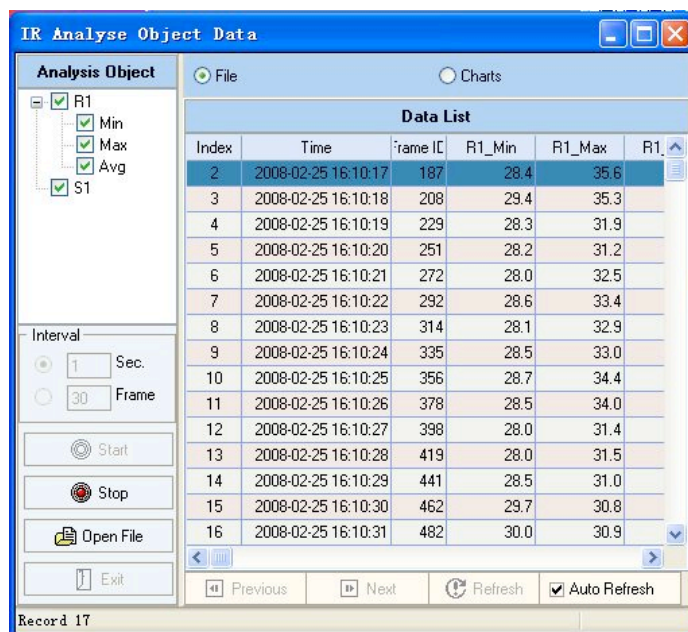 IR Analyse Object Data
Analysis Object
R1
Min
Max
Avg
S1
Interval
1 Sec.
30 Frame
Start
Stop
Open File
Exit
File Charts
Data List
Index Time Frame ID R1_Min R1_Max R1_
2 2008-02-25 16:10:17 187 28.4 35.6
3 2008-02-25 16:10:18 208 29.4 35.3
4 2008-02-25 16:10:19 229 28.3 31.9
5 2008-02-25 16:10:20 251 28.2 31.2
6 2008-02-25 16:10:21 272 28.0 32.5
7 2008-02-25 16:10:22 292 28.6 33.4
8 2008-02-25 16:10:23 314 28.1 32.9
9 2008-02-25 16:10:24 335 28.5 33.0
10 2008-02-25 16:10:25 356 28.7 34.4
11 2008-02-25 16:10:26 378 28.5 34.0
12 2008-02-25 16:10:27 398 28.0 31.4
13 2008-02-25 16:10:28 419 28.0 31.5
14 2008-02-25 16:10:29 441 28.5 31.0
15 2008-02-25 16:10:30 462 29.7 30.8
16 2008-02-25 16:10:31 482 30.0 30.9
Previous Next Refresh Auto Refresh
Record 17